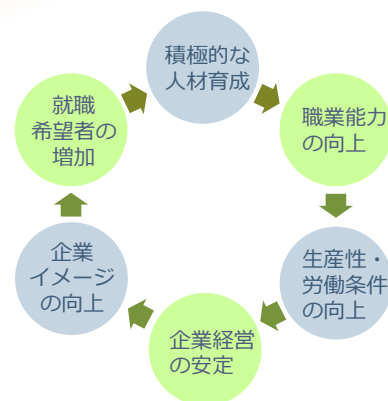 積極的な
人材育成
職業能力
の向上
生産性・
労働条件
の向上
企業経営
の安定
企業
イメージ
の向上
就職
希望者の
増加